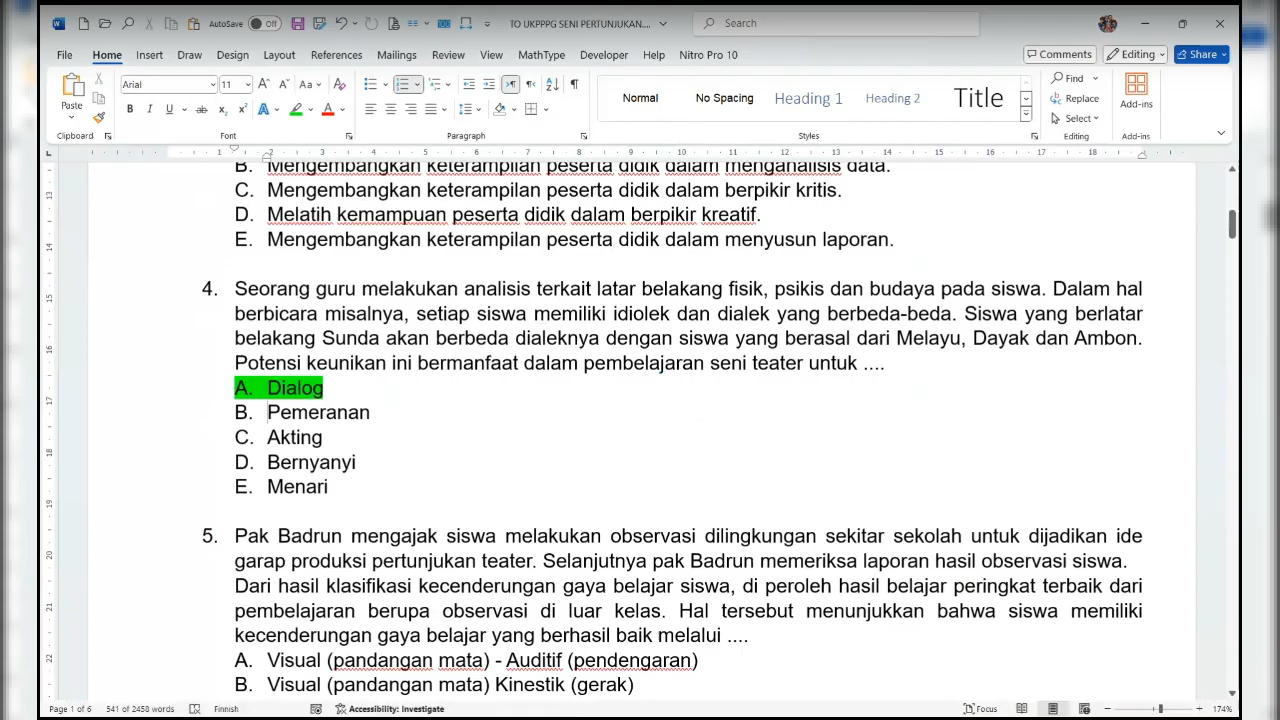 AutoSave Off TO UKPPPG SENI PERTUNJUKAN.... Search
File Home Insert Draw Design Layout References Mailings Review View MathType Developer Help Nitro Pro 10 Comments Editing Share
Paste Arial 11 Normal No Spacing Heading 1 Heading 2 Title Find Replace Select Add-ins
Clipboard Font Paragraph Styles Editing Add-ins
B. Mengembangkan keterampilan peserta didik dalam menganalisis data.
C. Mengembangkan keterampilan peserta didik dalam berpikir kritis.
D. Melatih kemampuan peserta didik dalam berpikir kreatif.
E. Mengembangkan keterampilan peserta didik dalam menyusun laporan.
4. Seorang guru melakukan analisis terkait latar belakang fisik, psikis dan budaya pada siswa. Dalam hal
berbicara misalnya, setiap siswa memiliki idiolek dan dialek yang berbeda-beda. Siswa yang berlatar
belakang Sunda akan berbeda dialeknya dengan siswa yang berasal dari Melayu, Dayak dan Ambon.
Potensi keunikan ini bermanfaat dalam pembelajaran seni teater untuk ....
A. Dialog
B. Pemeranan
C. Akting
D. Bernyanyi
E. Menari
5. Pak Badrun mengajak siswa melakukan observasi dilingkungan sekitar sekolah untuk dijadikan ide
garap produksi pertunjukan teater. Selanjutnya pak Badrun memeriksa laporan hasil observasi siswa.
Dari hasil klasifikasi kecenderungan gaya belajar siswa, di peroleh hasil belajar peringkat terbaik dari
pembelajaran berupa observasi di luar kelas. Hal tersebut menunjukkan bahwa siswa memiliki
kecenderungan gaya belajar yang berhasil baik melalui ....
A. Visual (pandangan mata) - Auditif (pendengaran)
B. Visual (pandangan mata) Kinestik (gerak)
Page 1 of 6 541 of 2458 words Finnish Accessibility: Investigate Focus 174%